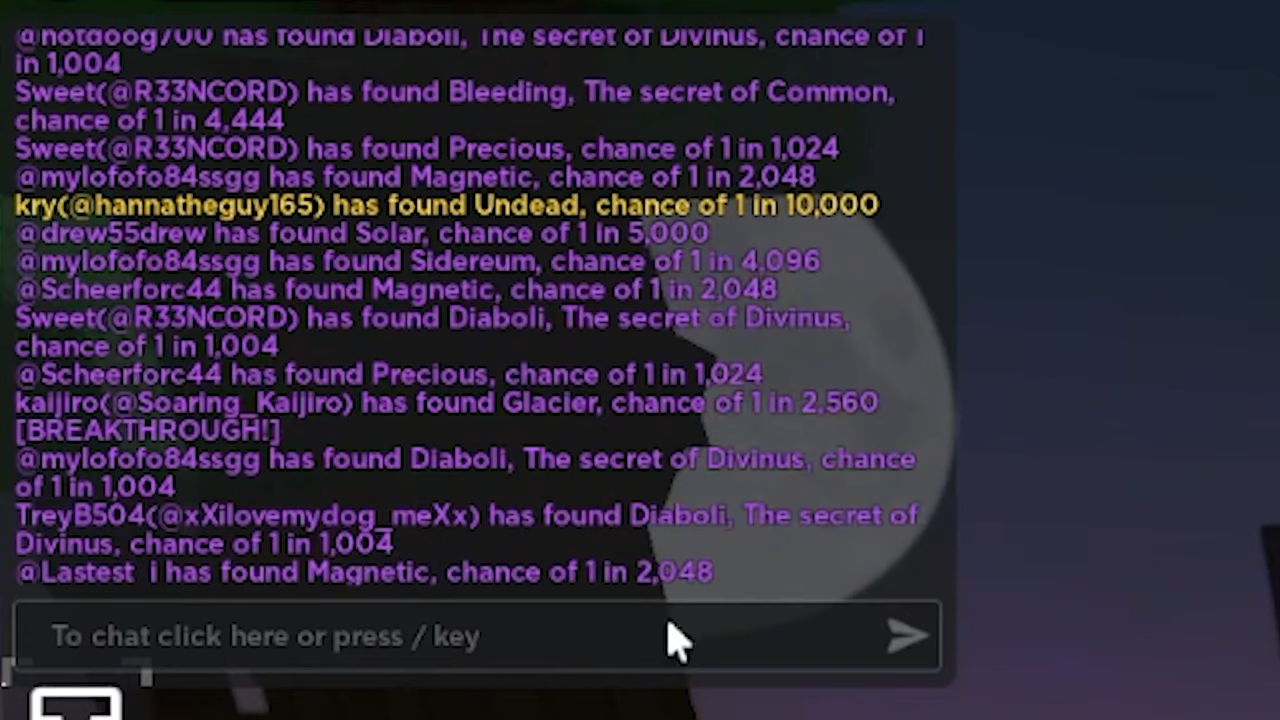 @notdoog700 has found Diaboli, The secret of Divinus, chance of 1
in 1,004
Sweet(@R33NCORD) has found Bleeding, The secret of Common,
chance of 1 in 4,444
Sweet(@R33NCORD) has found Precious, chance of 1 in 1,024
@mylofofo84ssgg has found Magnetic, chance of 1 in 2,048
kry(@hannatheguy165) has found Undead, chance of 1 in 10,000
@drew55drew has found Solar, chance of 1 in 5,000
@mylofofo84ssgg has found Sidereum, chance of 1 in 4,096
@Scheerforc44 has found Magnetic, chance of 1 in 2,048
Sweet(@R33NCORD) has found Diaboli, The secret of Divinus,
chance of 1 in 1,004
@Scheerforc44 has found Precious, chance of 1 in 1,024
kaijiro(@Soaring_Kaijiro) has found Glacier, chance of 1 in 2,560
[BREAKTHROUGH!]
@mylofofo84ssgg has found Diaboli, The secret of Divinus, chance
of 1 in 1,004
TreyB504(@xXilovemydog_meXx) has found Diaboli, The secret of
Divinus, chance of 1 in 1,004
@Lastest_i has found Magnetic, chance of 1 in 2,048
To chat click here or press / key